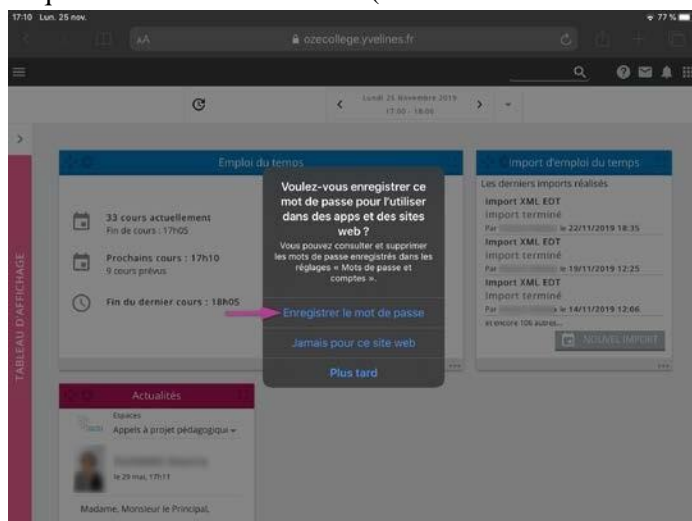 17:10 Lun. 25 nov.
77 %
AA
ozecollege.yvelines.fr
Lundi 25 Novembre 2019
17:00 - 18:06
Emploi du temps
33 cours actuellement
Fin de cours : 17h05
Prochains cours : 17h10
9 cours prévus
Fin du dernier cours : 18h05
Voulez-vous enregistrer ce
mot de passe pour l'utiliser
dans des apps et des sites
web ?
Vous pouvez consulter et supprimer
les mots de passe enregistrés dans les
réglages « Mots de passe et
comptes ».
Enregistrer le mot de passe
Jamais pour ce site web
Plus tard
Import d'emploi du temps
Les derniers imports réalisés
Import XML EDT
Import terminé
Par le 22/11/2019 18:35
Import XML EDT
Import terminé
Par le 19/11/2019 12:25
Import XML EDT
Import terminé
Par le 14/11/2019 12:06
et encore 106 autres...
NOUVEL IMPORT
TABLEAU D'AFFICHAGE
Actualités
Espaces
Appels à projet pédagogiqu
le 29 mai, 17h11
Madame, Monsieur le Principal,